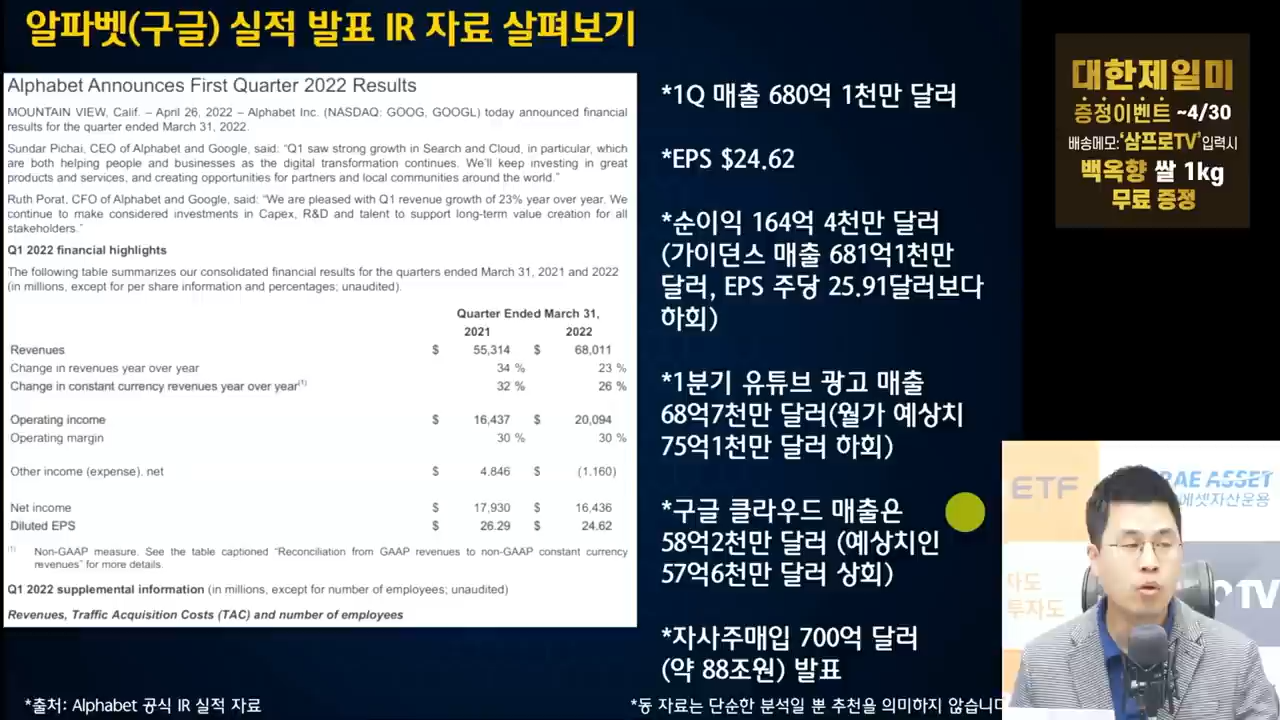 알파벳(구글) 실적 발표 IR 자료 살펴보기
Alphabet Announces First Quarter 2022 Results
MOUNTAIN VIEW, Calif. – April 26, 2022 – Alphabet Inc. (NASDAQ: GOOG, GOOGL) today announced financial
results for the quarter ended March 31, 2022.
Sundar Pichai, CEO of Alphabet and Google, said: “Q1 saw strong growth in Search and Cloud, in particular, which
are both helping people and businesses as the digital transformation continues. We'll keep investing in great
products and services, and creating opportunities for partners and local communities around the world.”
Ruth Porat, CFO of Alphabet and Google, said: “We are pleased with Q1 revenue growth of 23% year over year. We
continue to make considered investments in Capex, R&D and talent to support long-term value creation for all
stakeholders.”
Q1 2022 financial highlights
The following table summarizes our consolidated financial results for the quarters ended March 31, 2021 and 2022
(in millions, except for per share information and percentages; unaudited).
Quarter Ended March 31,
2021 2022
Revenues $ 55,314 $ 68,011
Change in revenues year over year 34 % 23 %
Change in constant currency revenues year over year(1) 32 % 26 %
Operating income $ 16,437 $ 20,094
Operating margin 30 % 30 %
Other income (expense), net $ 4,846 $ (1,160)
Net income $ 17,930 $ 16,436
Diluted EPS $ 26.29 $ 24.62
(1) Non-GAAP measure. See the table captioned “Reconciliation from GAAP revenues to non-GAAP constant currency
revenues” for more details.
Q1 2022 supplemental information (in millions, except for number of employees; unaudited)
Revenues, Traffic Acquisition Costs (TAC) and number of employees
*출처: Alphabet 공식 IR 실적 자료
*1Q 매출 680억 1천만 달러
*EPS $24.62
*순이익 164억 4천만 달러
(가이던스 매출 681억1천만
달러, EPS 주당 25.91달러보다
하회)
*1분기 유튜브 광고 매출
68억7천만 달러(월가 예상치
75억1천만 달러 하회)
*구글 클라우드 매출은
58억2천만 달러 (예상치인
57억6천만 달러 상회)
*자사주매입 700억 달러
(약 88조원) 발표
*동 자료는 단순한 분석일 뿐 추천을 의미하지 않습니다
대한제일미
증정이벤트 ~4/30
배송메모:'삼프로TV'입력시
백옥향 쌀 1kg
무료 증정
ETF
RAE ASSET
에셋자산운용
자도
투자도
OTV